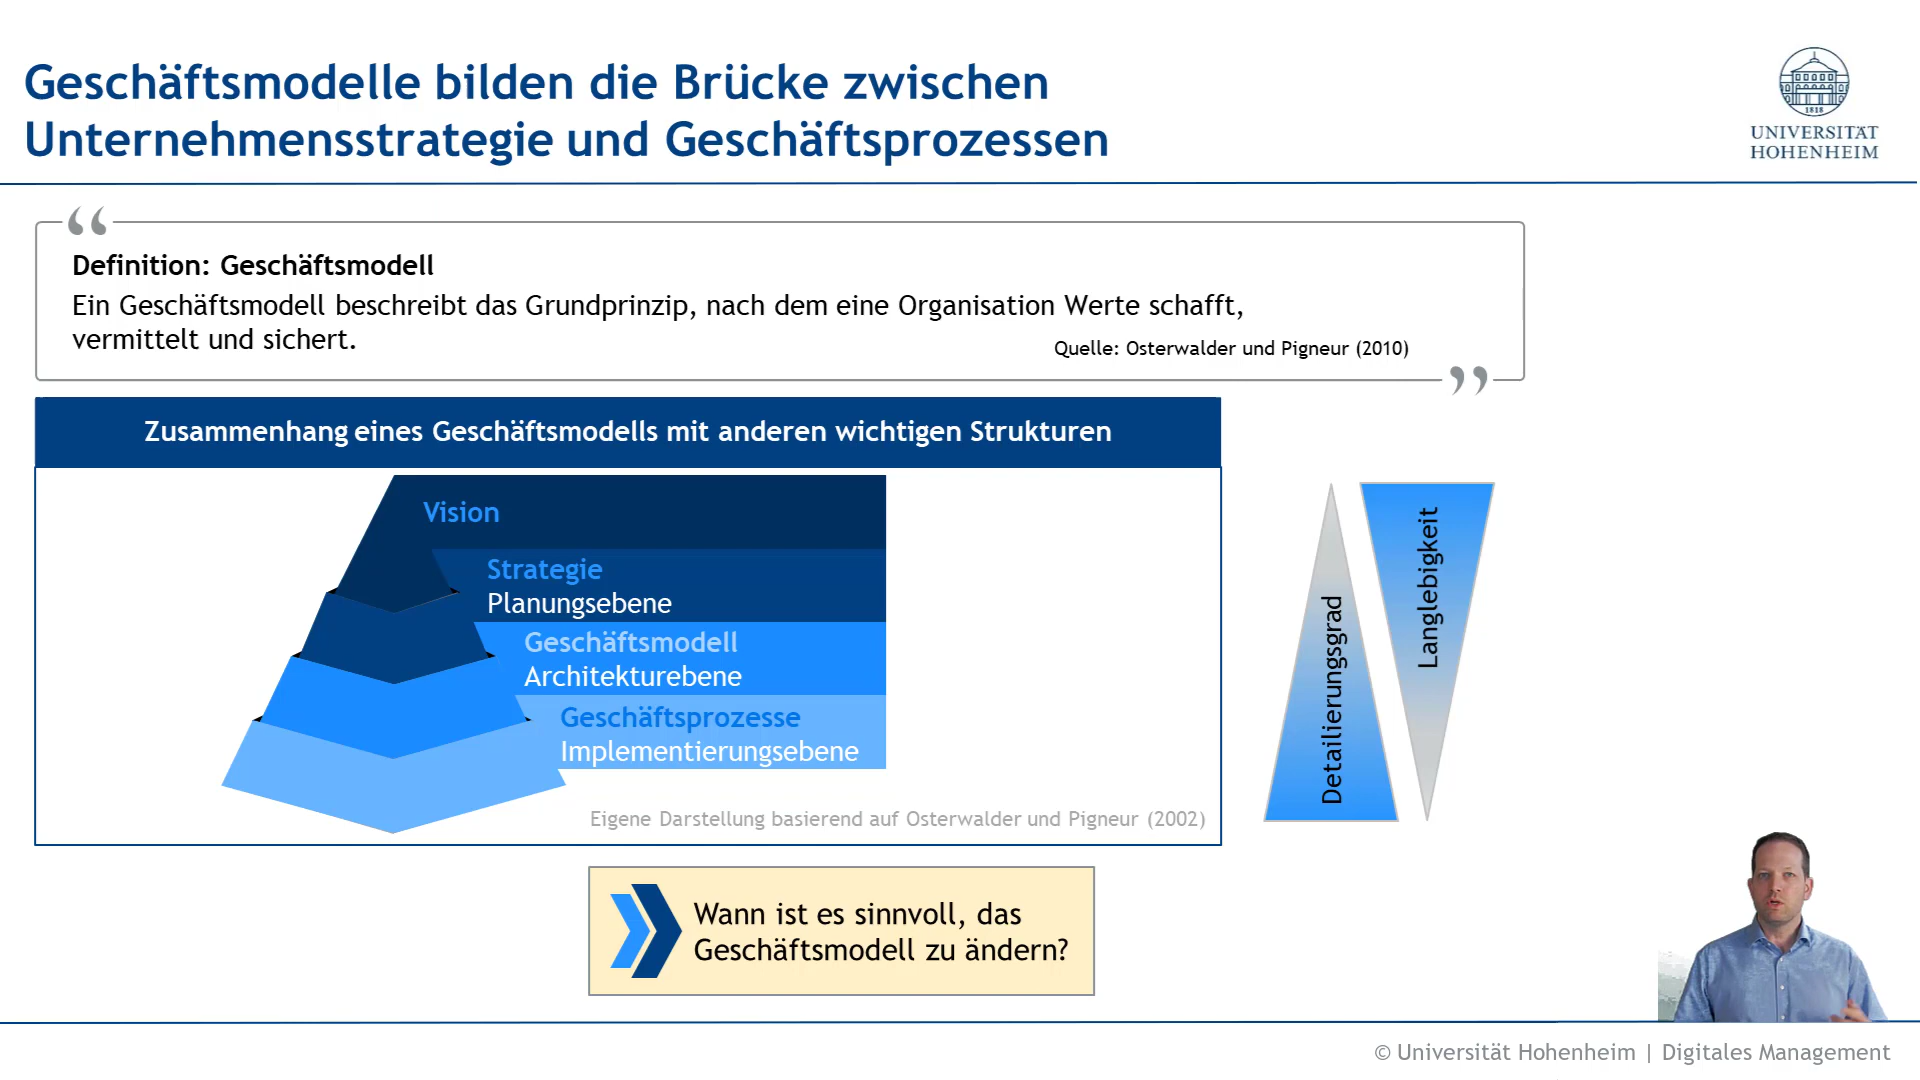 Geschäftsmodelle bilden die Brücke zwischen
Unternehmensstrategie und Geschäftsprozessen
1818
UNIVERSITÄT
HOHENHEIM
“
Definition: Geschäftsmodell
Ein Geschäftsmodell beschreibt das Grundprinzip, nach dem eine Organisation Werte schafft,
vermittelt und sichert.
Quelle: Osterwalder und Pigneur (2010)
”
Zusammenhang eines Geschäftsmodells mit anderen wichtigen Strukturen
Vision
Strategie
Planungsebene
Geschäftsmodell
Architekturebene
Geschäftsprozesse
Implementierungsebene
Eigene Darstellung basierend auf Osterwalder und Pigneur (2002)
Detailierungsgrad
Langlebigkeit
Wann ist es sinnvoll, das
Geschäftsmodell zu ändern?
© Universität Hohenheim | Digitales Management